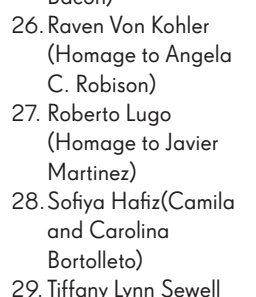 Bacon)
26. Raven Von Kohler
(Homage to Angela
C. Robison)
27. Roberto Lugo
(Homage to Javier
Martinez)
28. Sofiya Hafiz(Camila
and Carolina
Bortolleto)
29. Tiffany Lynn Sewell